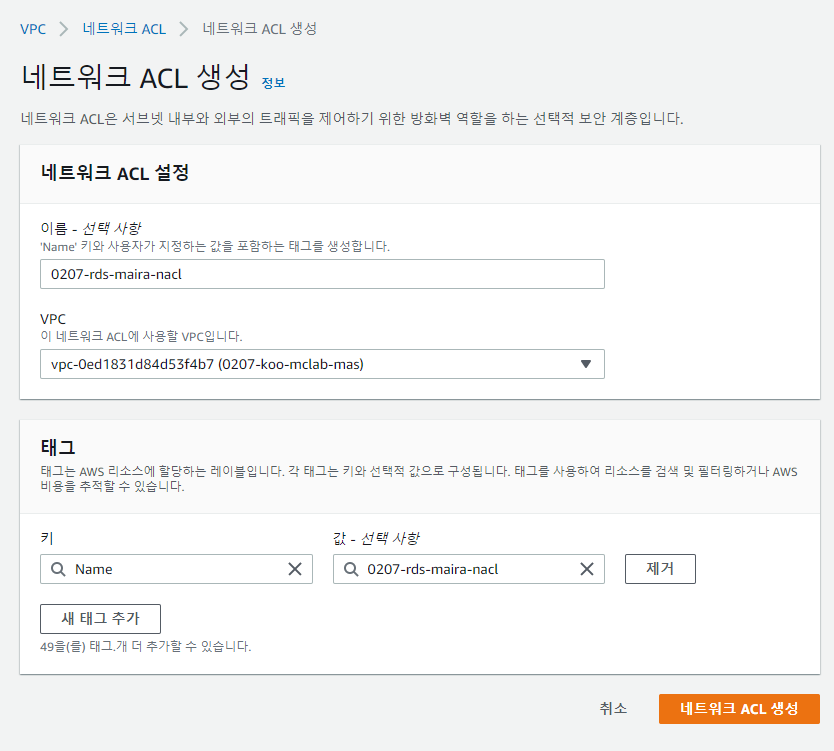 VPC > 네트워크 ACL > 네트워크 ACL 생성
네트워크 ACL 생성 정보
네트워크 ACL은 서브넷 내부와 외부의 트래픽을 제어하기 위한 방화벽 역할을 하는 선택적 보안 계층입니다.
네트워크 ACL 설정
이름 - 선택 사항
'Name' 키와 사용자가 지정하는 값을 포함하는 태그를 생성합니다.
0207-rds-maira-nacl
VPC
이 네트워크 ACL에 사용할 VPC입니다.
vpc-0ed1831d84d53f4b7 (0207-koo-mclab-mas)
태그
태그는 AWS 리소스에 할당하는 레이블입니다. 각 태그는 키와 선택적 값으로 구성됩니다. 태그를 사용하여 리소스를 검색 및 필터링하거나 AWS
비용을 추적할 수 있습니다.
키 값 - 선택 사항
Name 0207-rds-maira-nacl 제거
새 태그 추가
49을(를) 태그.개 더 추가할 수 있습니다.
취소 네트워크 ACL 생성